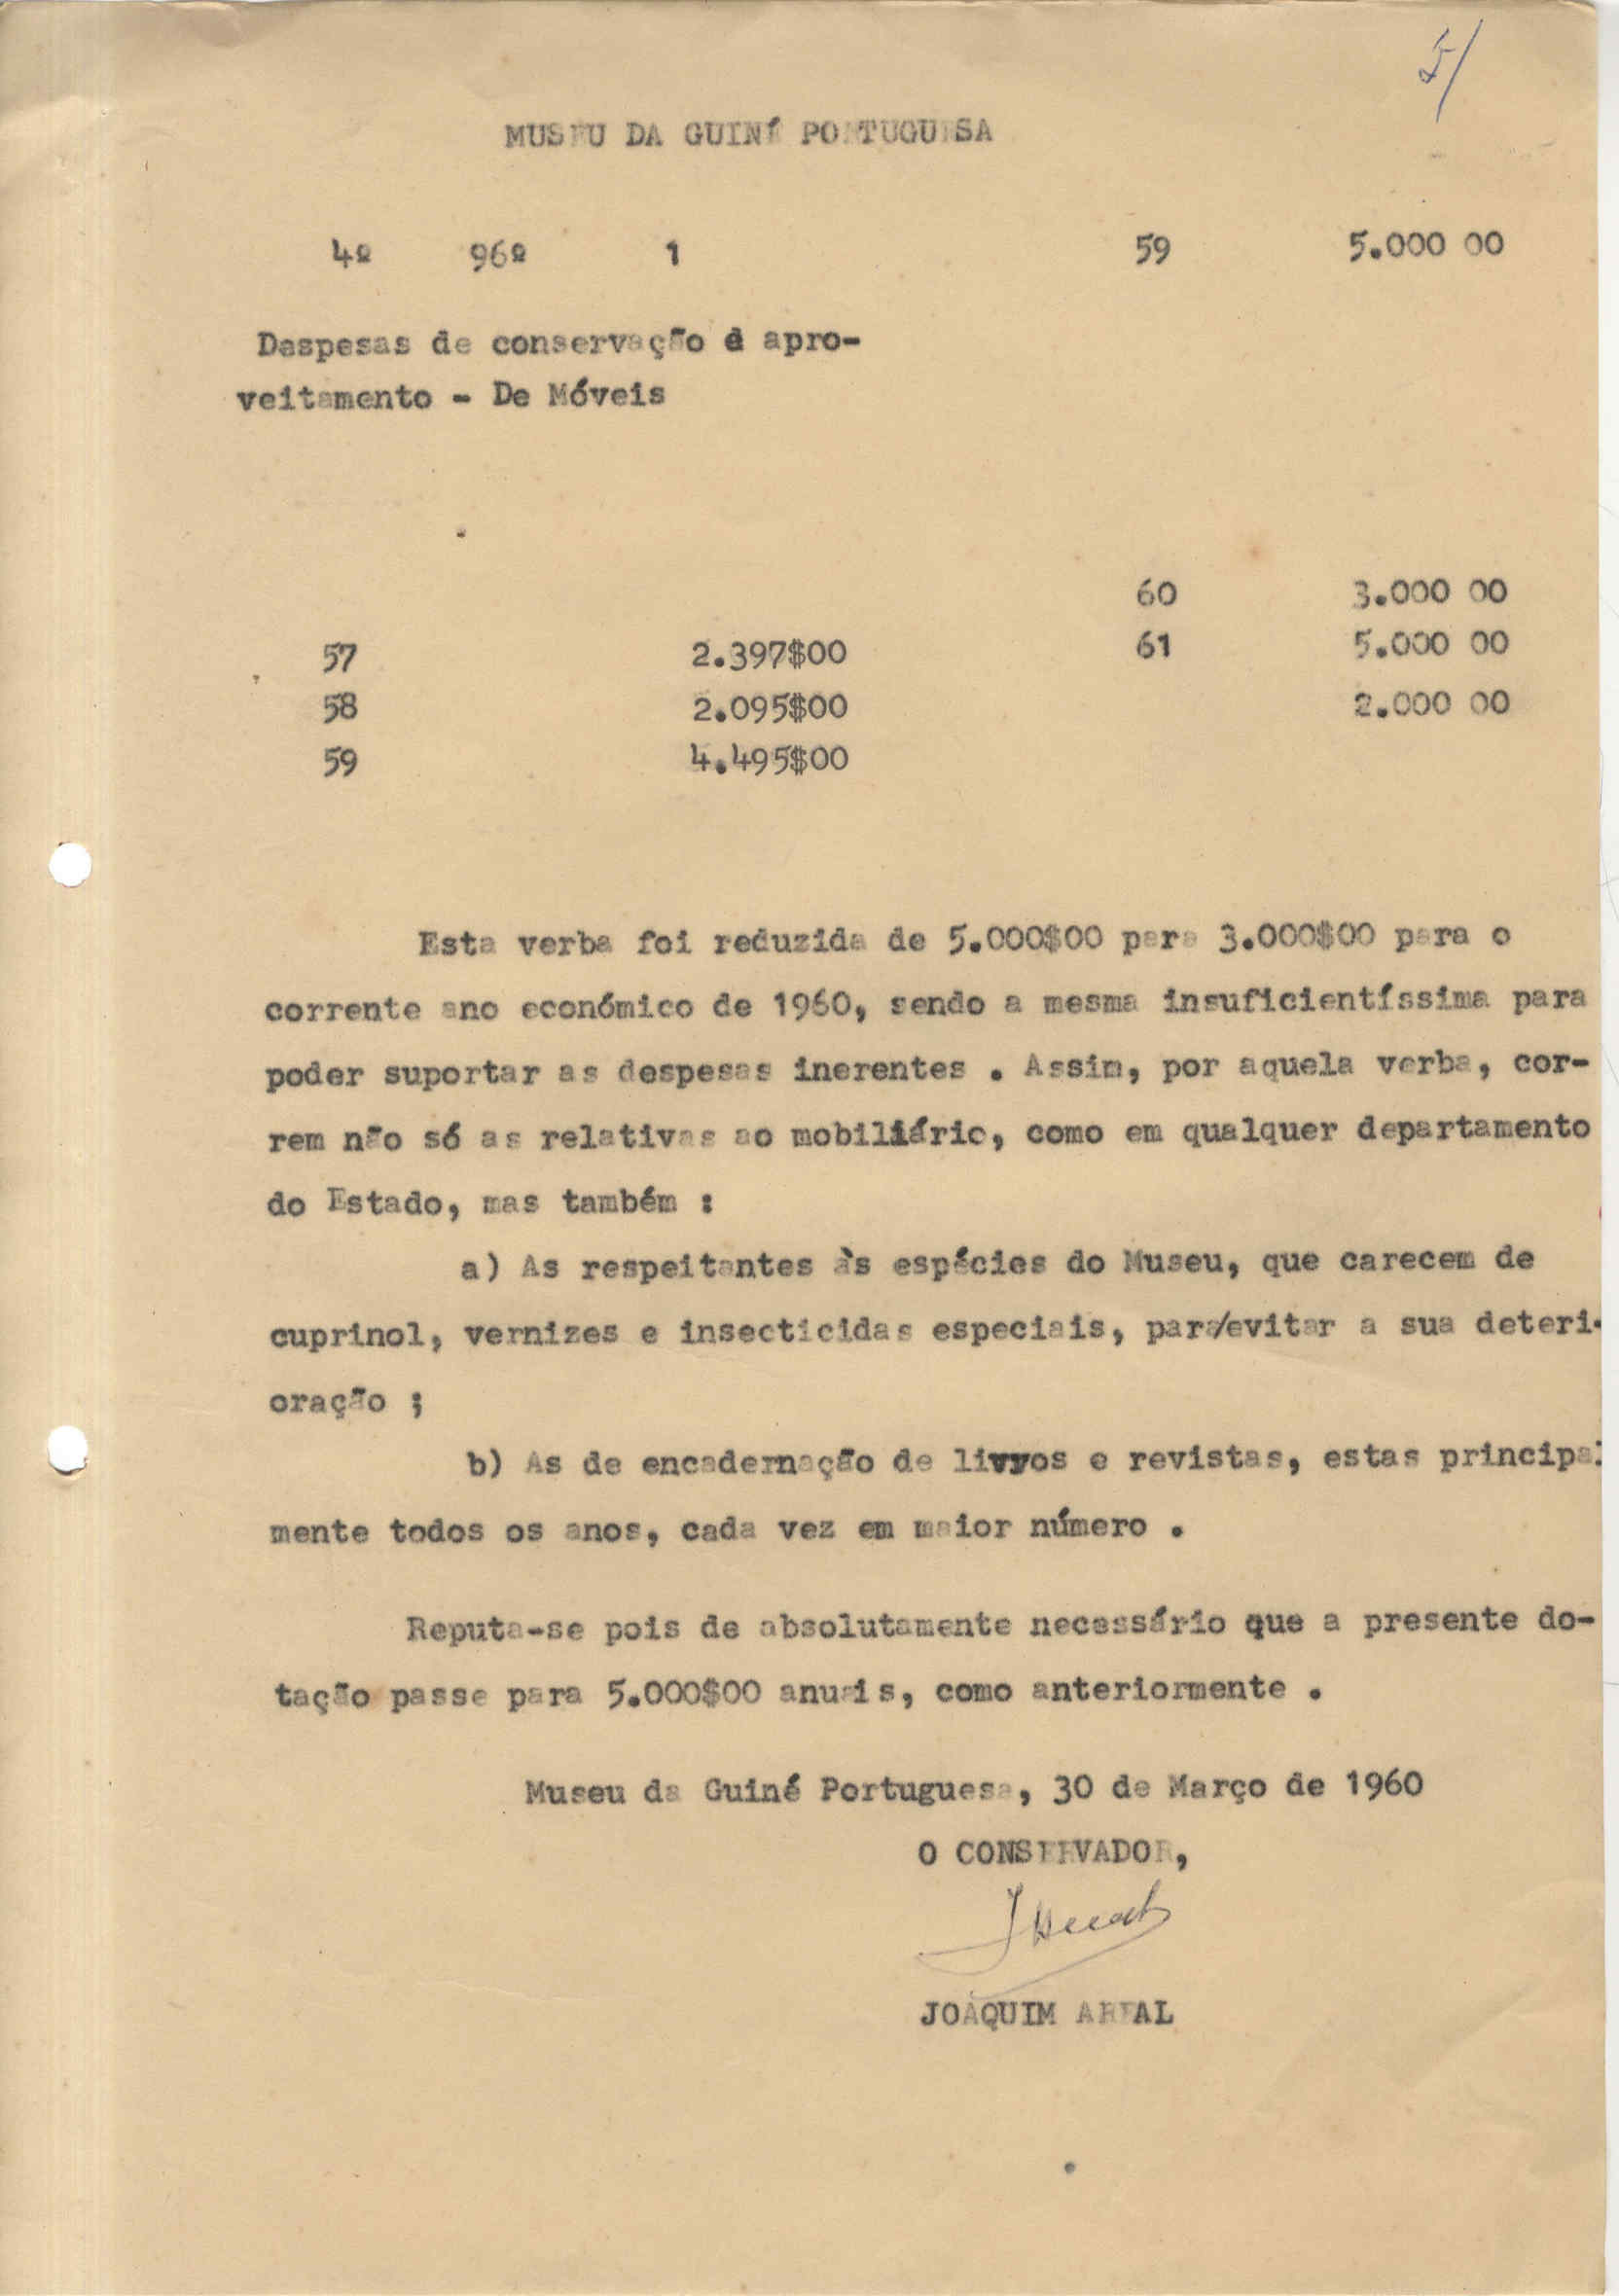 5/
MUSEU DA GUINÉ PORTUGUESA
4º 96º 1 59 5.000 00
Despesas de conservação e apro-
veitamento - De Móveis
60 3.000 00
57 2.397$00 61 5.000 00
58 2.095$00 2.000 00
59 4.495$00
Esta verba foi reduzida de 5.000$00 para 3.000$00 para o
corrente ano económico de 1960, sendo a mesma insuficientíssima para
poder suportar as despesas inerentes . Assim, por aquela verba, cor-
rem não só as relativas ao mobiliário, como em qualquer departamento
do Estado, mas também :
a) As respeitantes às espécies do Museu, que carecem de
cuprinol, vernizes e insecticidas especiais, para/evitar a sua deteri-
oração ;
b) As de encadernação de livros e revistas, estas principal
mente todos os anos, cada vez em maior número .
Reputa-se pois de absolutamente necessário que a presente do-
tação passe para 5.000$00 anuais, como anteriormente .
Museu da Guiné Portuguesa, 30 de Março de 1960
O CONSERVADOR,
JOAQUIM AREAL